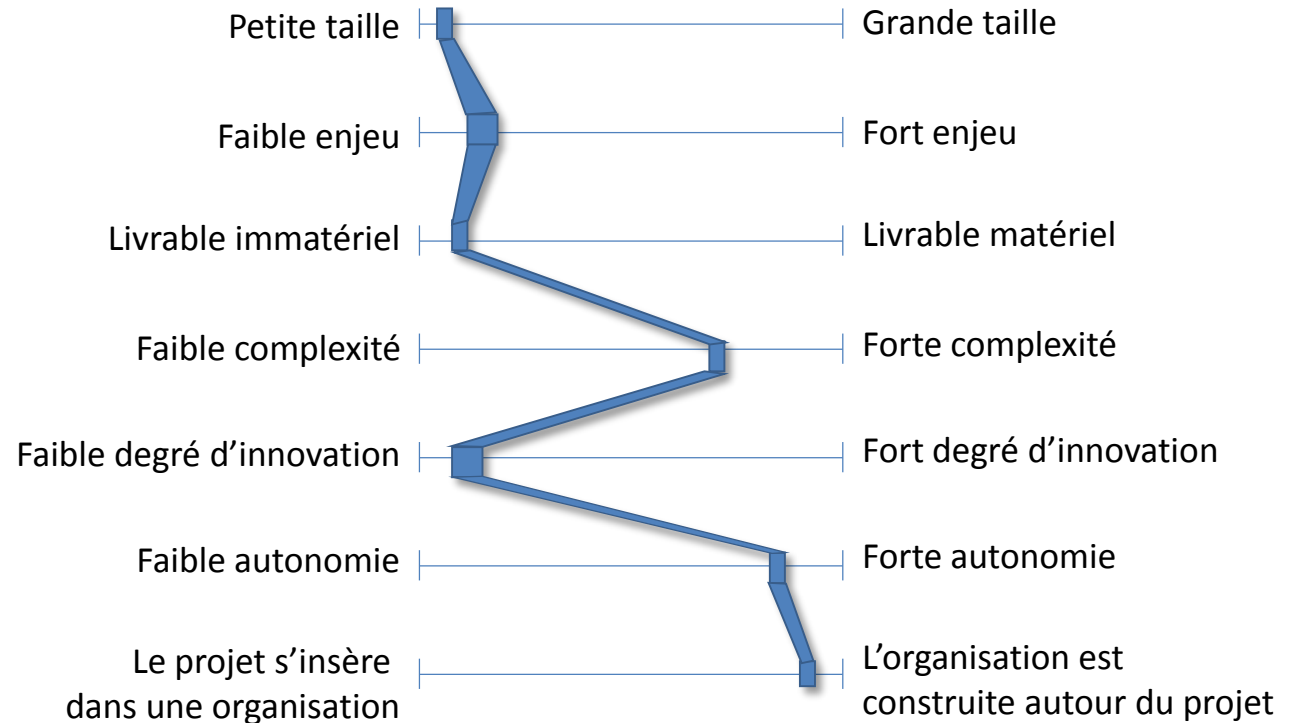 Petite taille
Grande taille
Faible enjeu
Fort enjeu
Livrable immatériel
Livrable matériel
Faible complexité
Forte complexité
Faible degré d’innovation
Fort degré d’innovation
Faible autonomie
Forte autonomie
Le projet s’insère
dans une organisation
L’organisation est
construite autour du projet